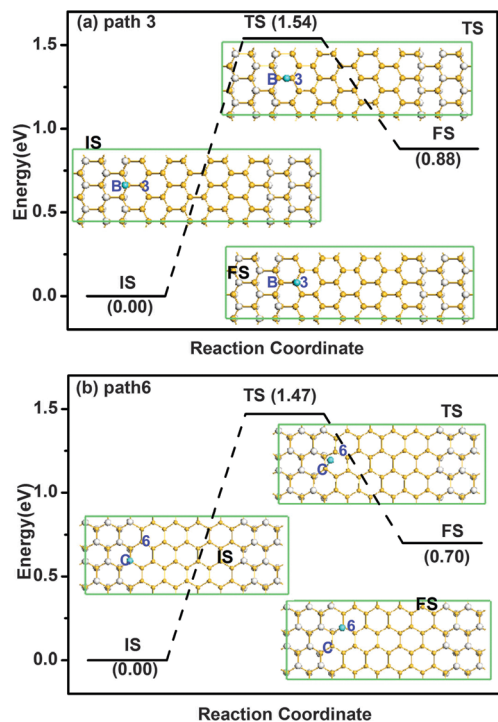 (a) path 3
TS (1.54)
TS
1.5
B 3
FS
(0.88)
IS
1.0
B 3
Energy(eV)
0.5
FS
B 3
IS
0.0
(0.00)
Reaction Coordinate
(b) path6
TS (1.47)
TS
1.5
6
C
FS
(0.70)
1.0
6
C
IS
Energy(eV)
0.5
FS
6
C
IS
0.0
(0.00)
Reaction Coordinate